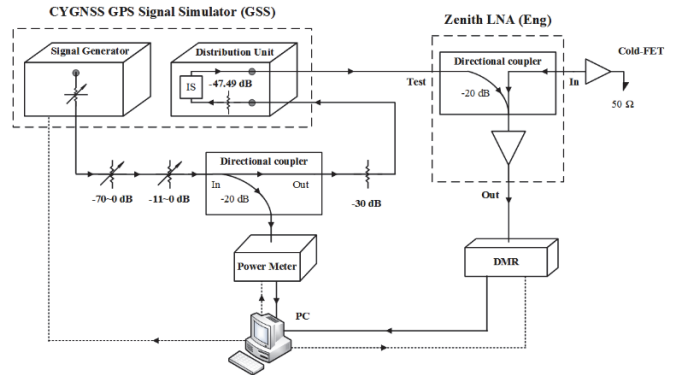 CYGNSS GPS Signal Simulator (GSS)
Zenith LNA (Eng)
Signal Generator
Distribution Unit
Directional coupler
Cold-FET
-47.49 dB
IS
Test
-20 dB
In
50 Ω
Directional coupler
In
Out
-20 dB
-70~0 dB
-11~0 dB
-30 dB
Out
Power Meter
DMR
PC